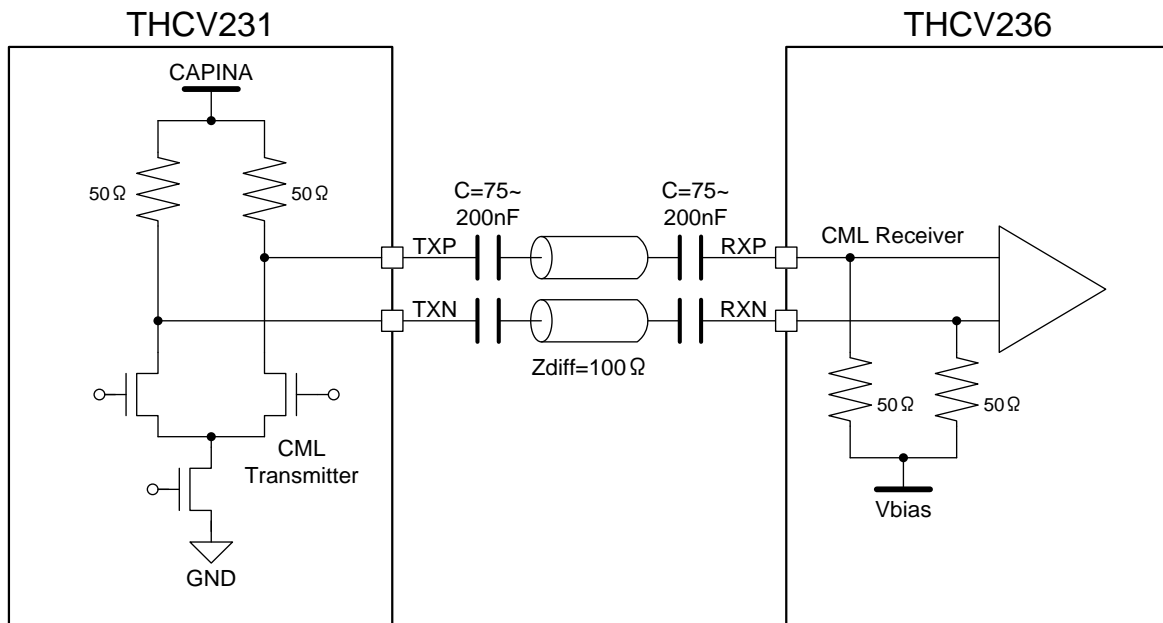 THCV231
THCV236
CAPINA
50Ω
50Ω
C=75~
200nF
C=75~
200nF
TXP
TXN
RXP
RXN
CML Receiver
Zdiff=100Ω
50Ω
50Ω
CML
Transmitter
Vbias
GND